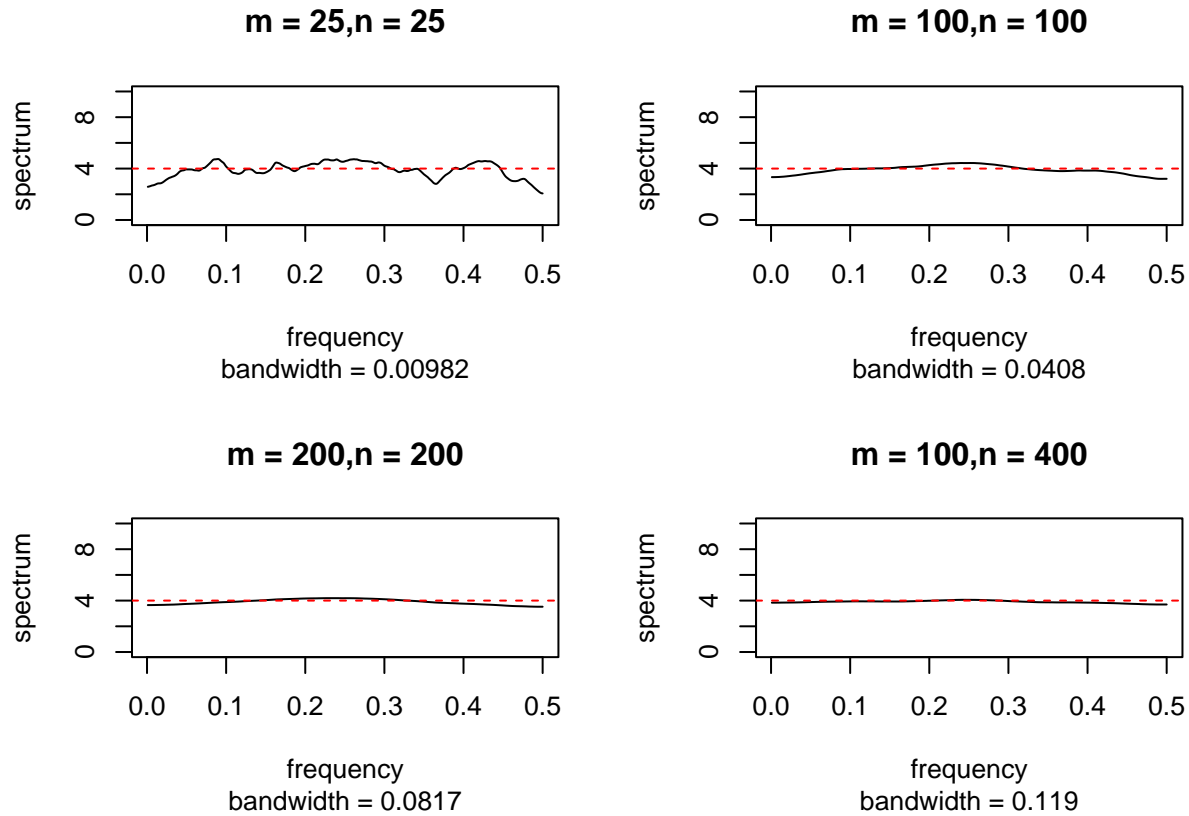 m = 25,n = 25
spectrum
0 4 8
0.0 0.1 0.2 0.3 0.4 0.5
frequency
bandwidth = 0.00982
m = 100,n = 100
spectrum
0 4 8
0.0 0.1 0.2 0.3 0.4 0.5
frequency
bandwidth = 0.0408
m = 200,n = 200
spectrum
0 4 8
0.0 0.1 0.2 0.3 0.4 0.5
frequency
bandwidth = 0.0817
m = 100,n = 400
spectrum
0 4 8
0.0 0.1 0.2 0.3 0.4 0.5
frequency
bandwidth = 0.119